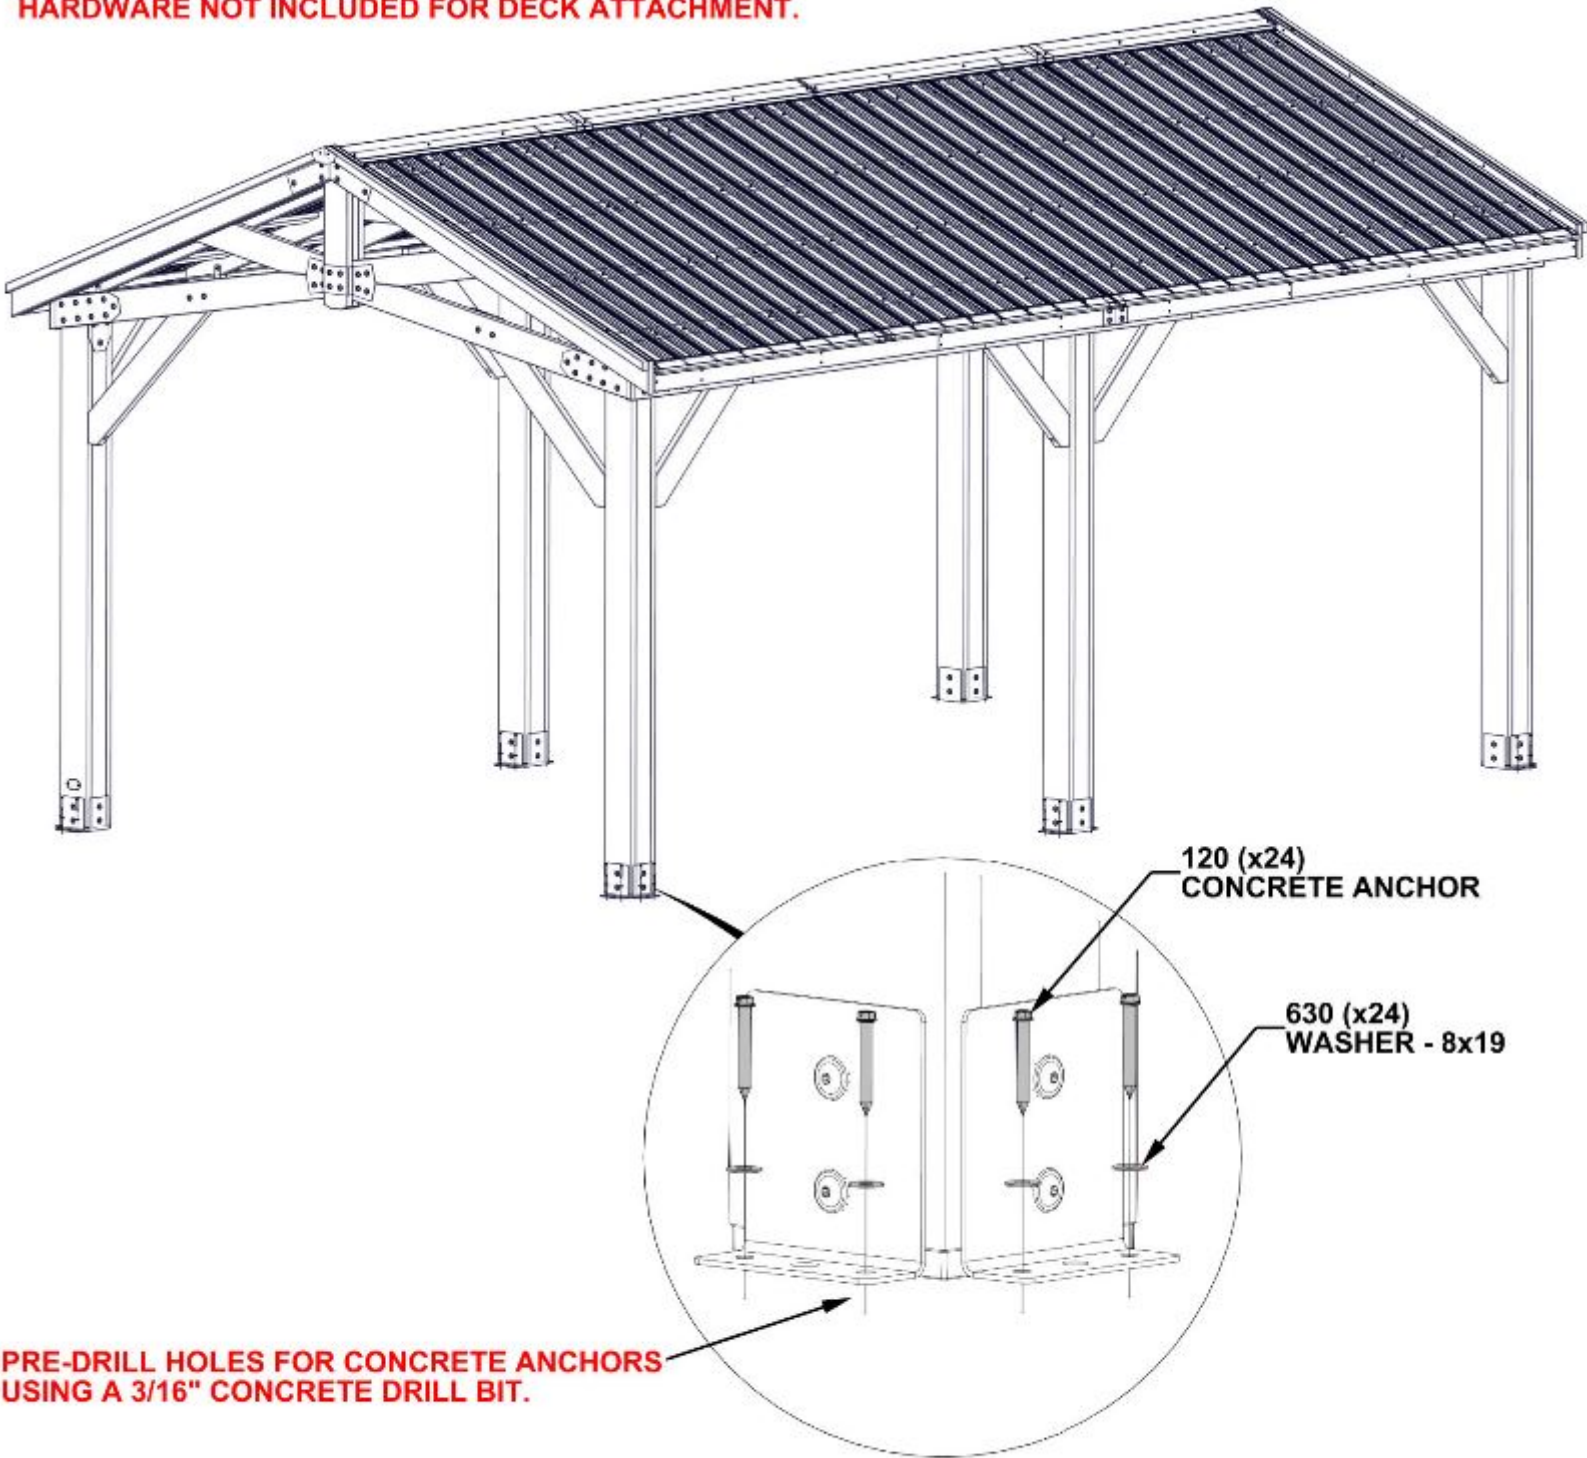 HARDWARE NOT INCLUDED FOR DECK ATTACHMENT.
120 (x24)
CONCRETE ANCHOR
630 (x24)
WASHER - 8x19
PRE-DRILL HOLES FOR CONCRETE ANCHORS
USING A 3/16" CONCRETE DRILL BIT.